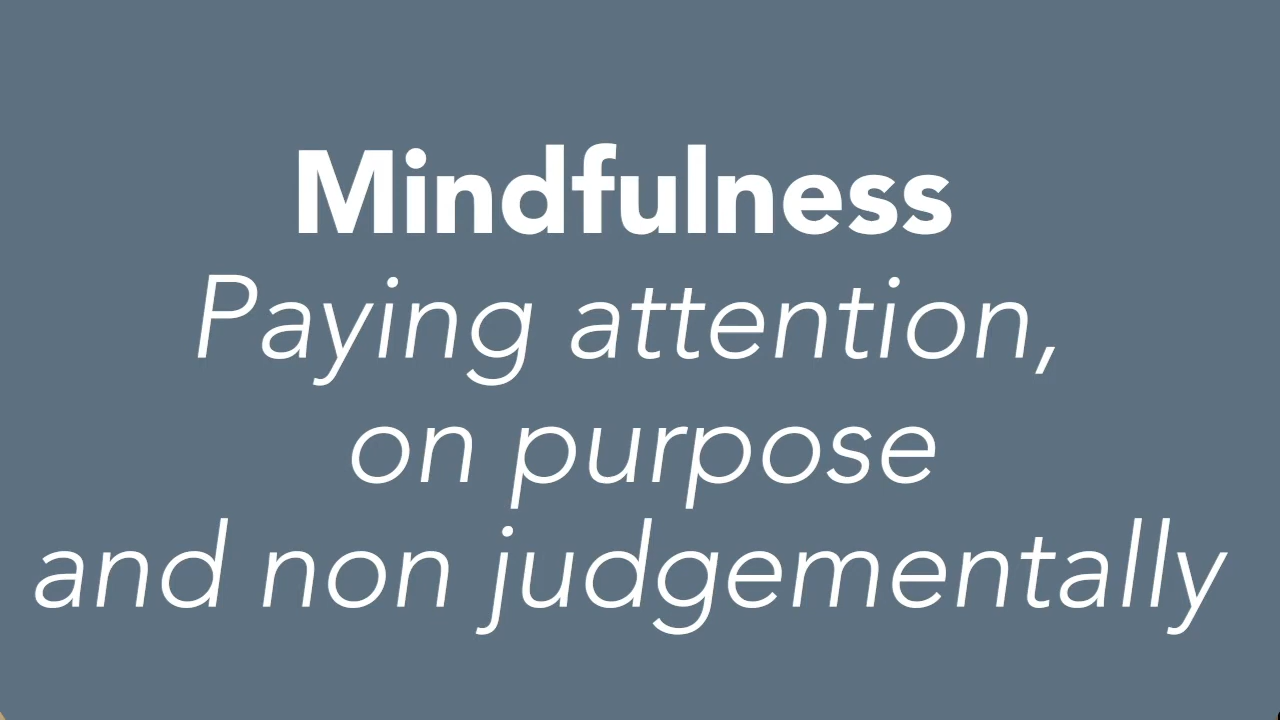 Mindfulness
Paying attention,
on purpose
and non judgementally